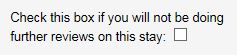 Check this box if you will not be doing
further reviews on this stay: